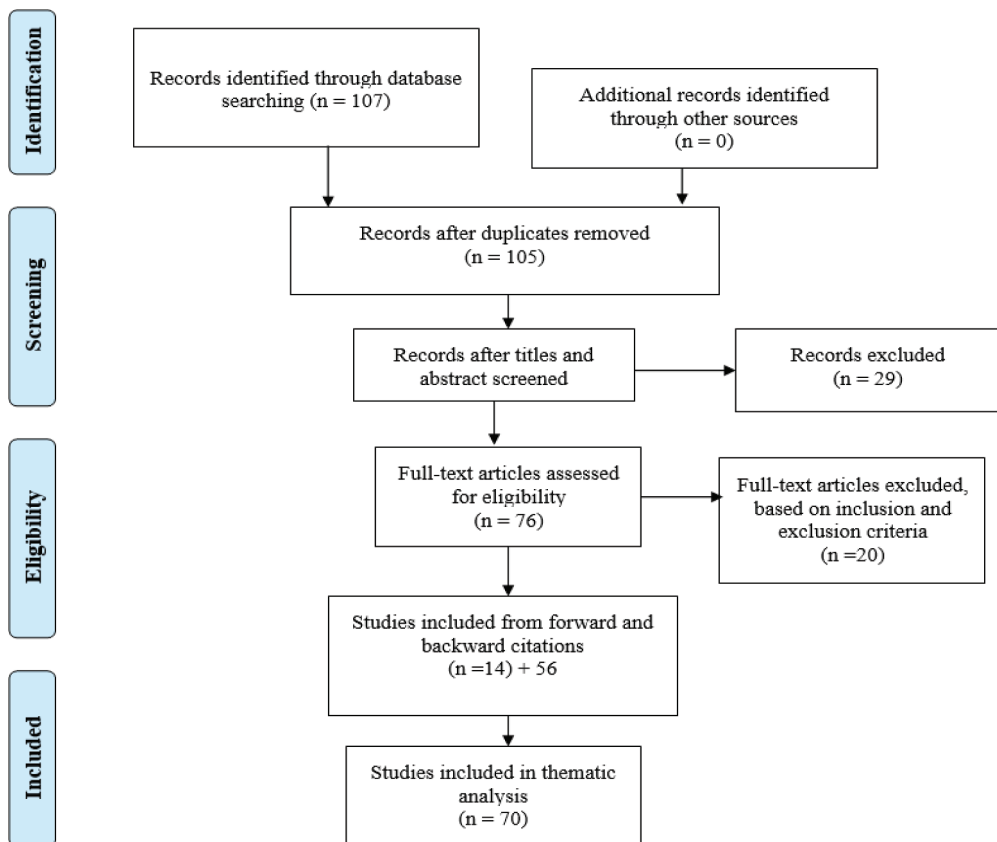 Identification
Records identified through database
searching (n = 107)
Additional records identified
through other sources
(n = 0)
Screening
Records after duplicates removed
(n = 105)
Records after titles and
abstract screened
Records excluded
(n = 29)
Eligibility
Full-text articles assessed
for eligibility
(n = 76)
Full-text articles excluded,
based on inclusion and
exclusion criteria
(n =20)
Studies included from forward and
backward citations
(n =14) + 56
Included
Studies included in thematic
analysis
(n = 70)